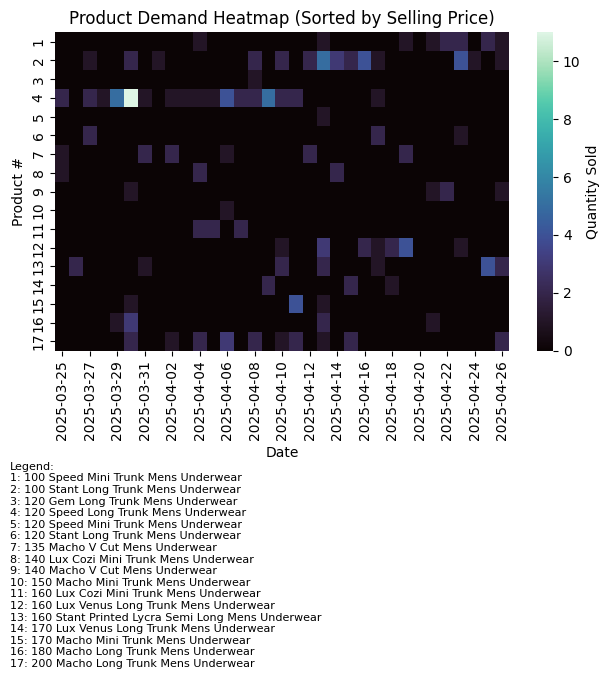 Product Demand Heatmap (Sorted by Selling Price)
Product #
1
2
3
4
5
6
7
8
9
10
11
12
13
14
15
16
17
2025-03-25
2025-03-27
2025-03-29
2025-03-31
2025-04-02
2025-04-04
2025-04-06
2025-04-08
2025-04-10
2025-04-12
2025-04-14
2025-04-16
2025-04-18
2025-04-20
2025-04-22
2025-04-24
2025-04-26
Date
10
8
6
4
2
0
Quantity Sold
Legend:
1: 100 Speed Mini Trunk Mens Underwear
2: 100 Stant Long Trunk Mens Underwear
3: 120 Gem Long Trunk Mens Underwear
4: 120 Speed Long Trunk Mens Underwear
5: 120 Speed Mini Trunk Mens Underwear
6: 120 Stant Long Trunk Mens Underwear
7: 135 Macho V Cut Mens Underwear
8: 140 Lux Cozi Mini Trunk Mens Underwear
9: 140 Macho V Cut Mens Underwear
10: 150 Macho Mini Trunk Mens Underwear
11: 160 Lux Cozi Mini Trunk Mens Underwear
12: 160 Lux Venus Long Trunk Mens Underwear
13: 160 Stant Printed Lycra Semi Long Mens Underwear
14: 170 Lux Venus Long Trunk Mens Underwear
15: 170 Macho Mini Trunk Mens Underwear
16: 180 Macho Long Trunk Mens Underwear
17: 200 Macho Long Trunk Mens Underwear